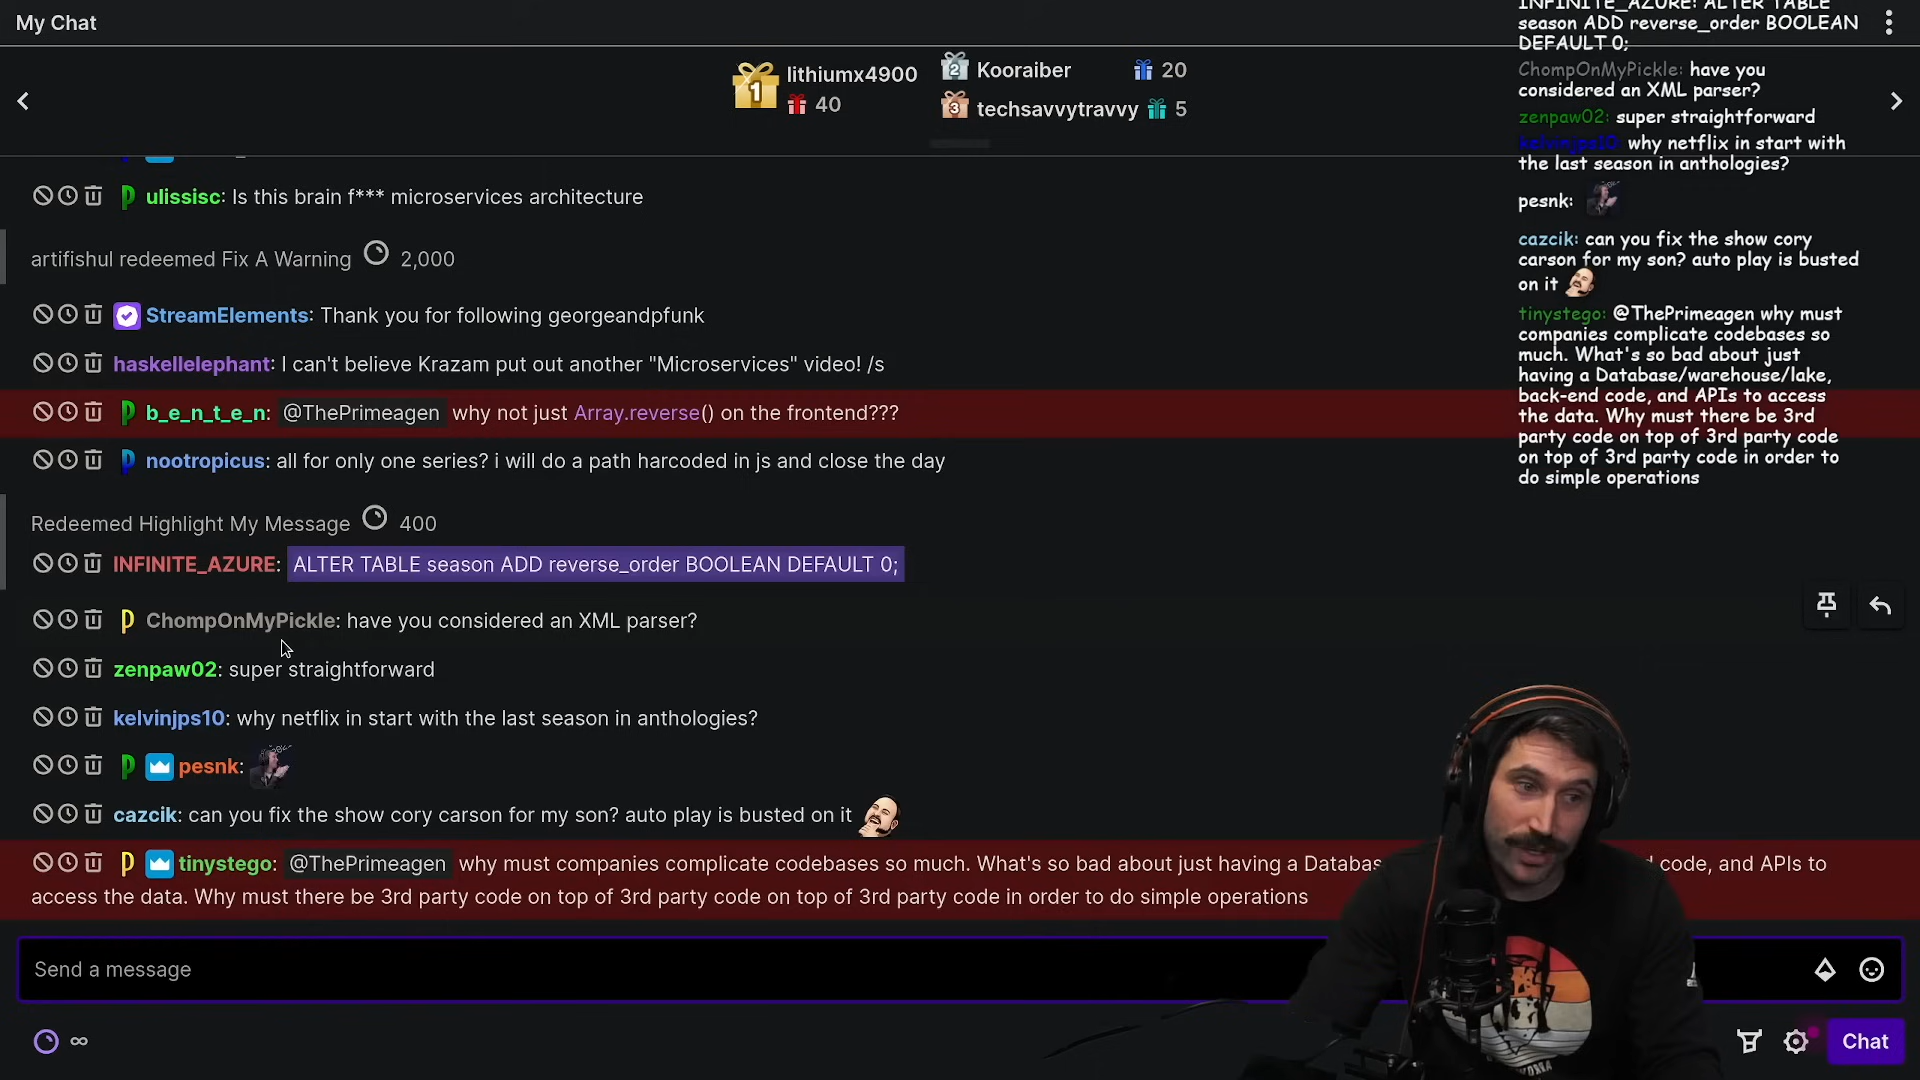 My Chat
lithiumx4900
40
Kooraiber 20
techsavvytravvy 5
ulissisc: Is this brain f*** microservices architecture
artifishul redeemed Fix A Warning 2,000
StreamElements: Thank you for following georgeandpfunk
haskellelephant: I can't believe Krazam put out another "Microservices" video! /s
b_e_n_t_e_n: @ThePrimeagen why not just Array.reverse() on the frontend???
nootropicus: all for only one series? i will do a path harcoded in js and close the day
Redeemed Highlight My Message 400
INFINITE_AZURE: ALTER TABLE season ADD reverse_order BOOLEAN DEFAULT 0;
ChompOnMyPickle: have you considered an XML parser?
zenpaw02: super straightforward
kelvinjps10: why netflix in start with the last season in anthologies?
pesnk:
cazcik: can you fix the show cory carson for my son? auto play is busted on it
tinystego: @ThePrimeagen why must companies complicate codebases so much. What's so bad about just having a Databas code, and APIs to
access the data. Why must there be 3rd party code on top of 3rd party code on top of 3rd party code in order to do simple operations
Send a message
Chat
INFINITE_AZURE: ALTER TABLE
season ADD reverse_order BOOLEAN
DEFAULT 0;
ChompOnMyPickle: have you
considered an XML parser?
zenpaw02: super straightforward
kelvinjps10: why netflix in start with
the last season in anthologies?
pesnk:
cazcik: can you fix the show cory
carson for my son? auto play is busted
on it
tinystego: @ThePrimeagen why must
companies complicate codebases so
much. What's so bad about just
having a Database/warehouse/lake,
back-end code, and APIs to access
the data. Why must there be 3rd
party code on top of 3rd party code
on top of 3rd party code in order to
do simple operations